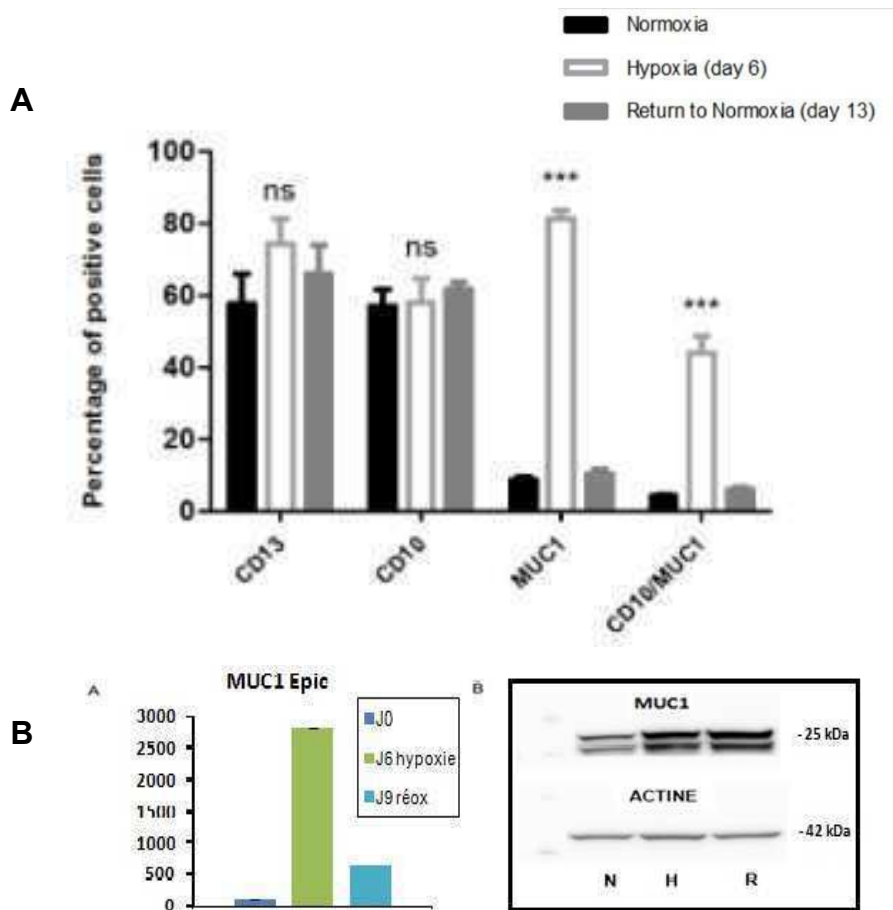 Normoxia
Hypoxia (day 6)
Return to Normoxia (day 13)
A
Percentage of positive cells
100
80
60
40
20
0
ns
ns
***
***
CD13
CD10
MUC1
CD10/MUC1
B
A
MUC1 Epic
3000
2500
2000
1500
1000
500
0
J0
J6 hypoxie
J9 réox
B
MUC1
- 25 kDa
ACTINE
- 42 kDa
N H R